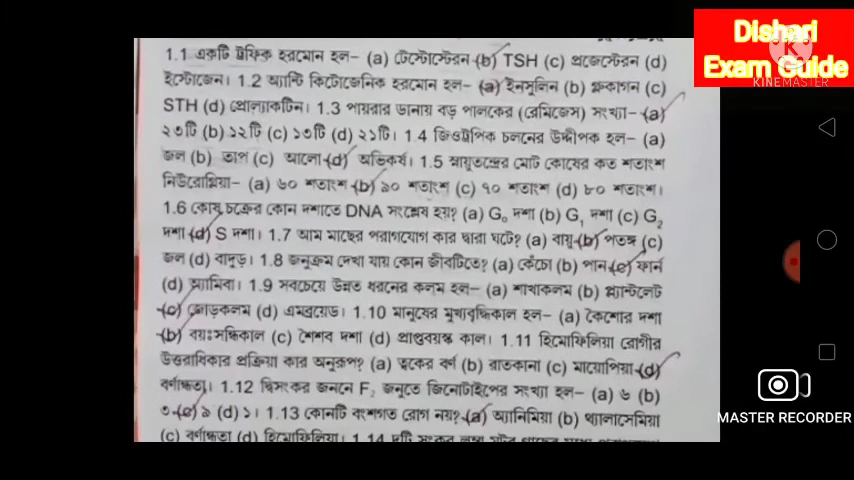 Dishari
Exam Guide
K
KINEMASTER
1.1 একটি ট্রফিক হরমোন হল- (a) টেস্টোস্টেরন (b) TSH (c) প্রজেস্টেরন (d)
ইস্টোজেন। 1.2 অ্যান্টি কিটোজেনিক হরমোন হল- (a) ইনসুলিন (b) গ্লুকাগন (c)
STH (d) প্রোল্যাকটিন। 1.3 পায়রার ডানায় বড় পালকের (রেমিজেস) সংখ্যা- (a)
২৩টি (b) ১২টি (c) ১৩টি (d) ২১টি। 1.4 জিওট্রপিক চলনের উদ্দীপক হল- (a)
জল (b) তাপ (c) আলো (d) অভিকর্ষ। 1.5 স্নায়ুতন্ত্রের মোট কোষের কত শতাংশ
নিউরোগ্লিয়া- (a) ৬০ শতাংশ (b) ৯০ শতাংশ (c) ৭০ শতাংশ (d) ৮০ শতাংশ।
1.6 কোষ চক্রের কোন দশাতে DNA সংশ্লেষ হয়? (a) G₀ দশা (b) G₁ দশা (c) G₂
দশা (d) S দশা। 1.7 আম মাছের পরাগযোগ কার দ্বারা ঘটে? (a) বায়ু (b) পতঙ্গ (c)
জল (d) বাদুড়। 1.8 জনুক্রম দেখা যায় কোন জীবটিতে? (a) কেঁচো (b) পান (c) ফার্ন
(d) অ্যামিবা। 1.9 সবচেয়ে উন্নত ধরনের কলম হল- (a) শাখাকলম (b) প্ল্যান্টলেট
(c) জোড়কলম (d) এমব্রয়েড। 1.10 মানুষের মুখ্যবৃদ্ধিকাল হল- (a) কৈশোর দশা
(b) বয়ঃসন্ধিকাল (c) শৈশব দশা (d) প্রাপ্তবয়স্ক কাল। 1.11 হিমোফিলিয়া রোগীর
উত্তরাধিকার প্রক্রিয়া কার অনুরূপ? (a) ত্বকের বর্ণ (b) রাতকানা (c) মায়োপিয়া (d)
বর্ণান্ধতা। 1.12 দ্বিসংকর জননে F₂ জনুতে জিনোটাইপের সংখ্যা হল- (a) ৬ (b)
৩ (c) ৯ (d) ১। 1.13 কোনটি বংশগত রোগ নয়? (a) অ্যানিমিয়া (b) থ্যালাসেমিয়া
(c) বর্ণান্ধতা (d) হিমোফিলিয়া। 1.14 দুটি সংকর লম্বা মটর গাছের মধ্যে
MASTER RECORDER